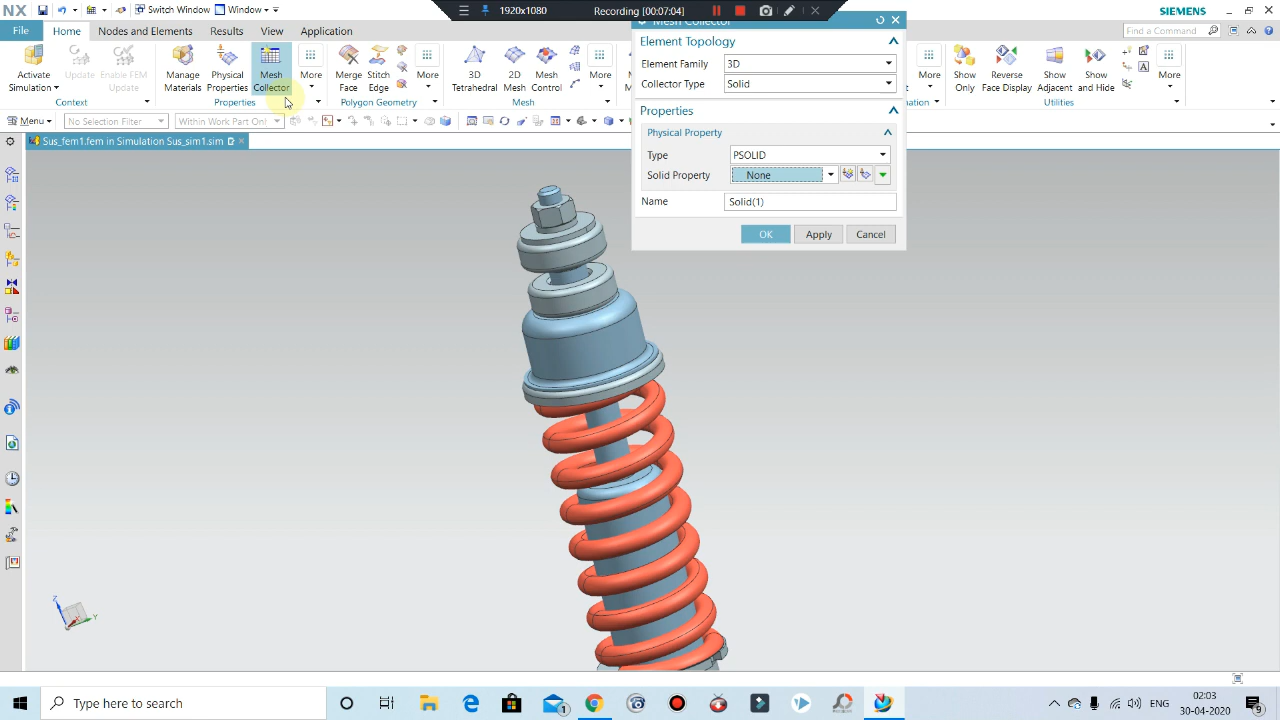 NX
Switch Window
Window
1920x1080
Recording [00:07:04]
SIEMENS
File
Home
Nodes and Elements
Results
View
Application
Find a Command
Activate
Simulation
Update
Enable FEM
Update
Manage
Materials
Physical
Properties
Mesh
Collector
More
Merge
Face
Stitch
Edge
More
3D
Tetrahedral
2D
Mesh
Mesh
Control
More
More
Show
Only
Reverse
Face Display
Show
Adjacent
Adjacent
and Hide
More
Context
Properties
Polygon Geometry
Mesh
Utilities
Menu
No Selection Filter
Within Work Part Onl
Sus_fem1.fem in Simulation Sus_sim1.sim
Mesh Collector
Element Topology
Element Family
3D
Collector Type
Solid
Properties
Physical Property
Type
PSOLID
Solid Property
None
Name
Solid(1)
OK
Apply
Cancel
Z
Y
Type here to search
1
02:03
ENG
30-04-2020